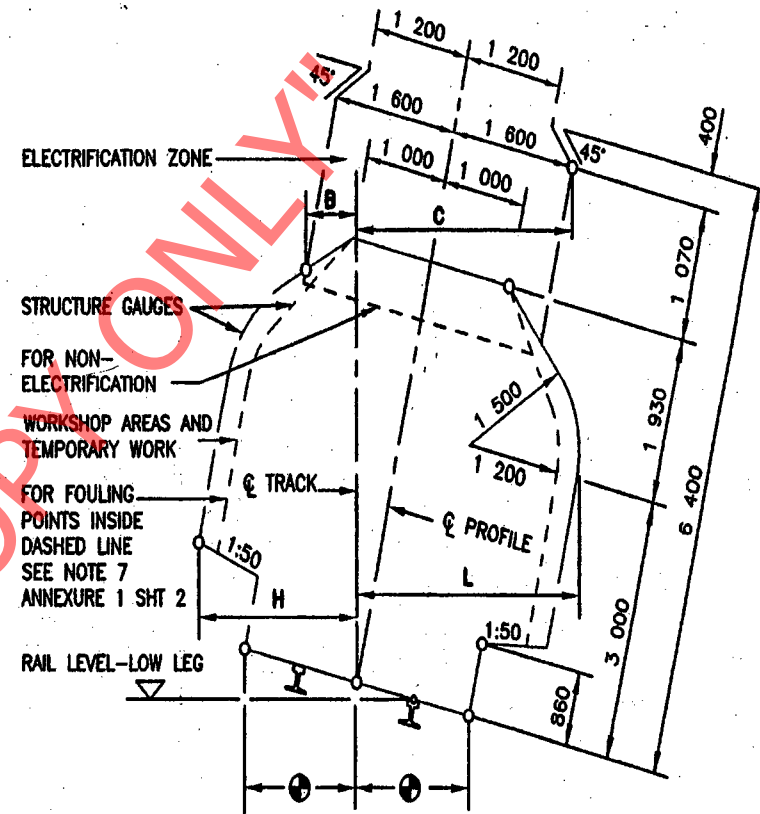 1 200
1 200
45°
1 600
1 600
45°
400
ELECTRIFICATION ZONE
1 000
1 000
B
C
1 070
STRUCTURE GAUGES
FOR NON-
ELECTRIFICATION
1 500
1 930
WORKSHOP AREAS AND
TEMPORARY WORK
1 200
6 400
℄ TRACK
FOR FOULING
POINTS INSIDE
DASHED LINE
SEE NOTE 7
ANNEXURE 1 SHT 2
℄ PROFILE
1:50
H
L
1:50
3 000
RAIL LEVEL-LOW LEG
860
COPY ONLY"